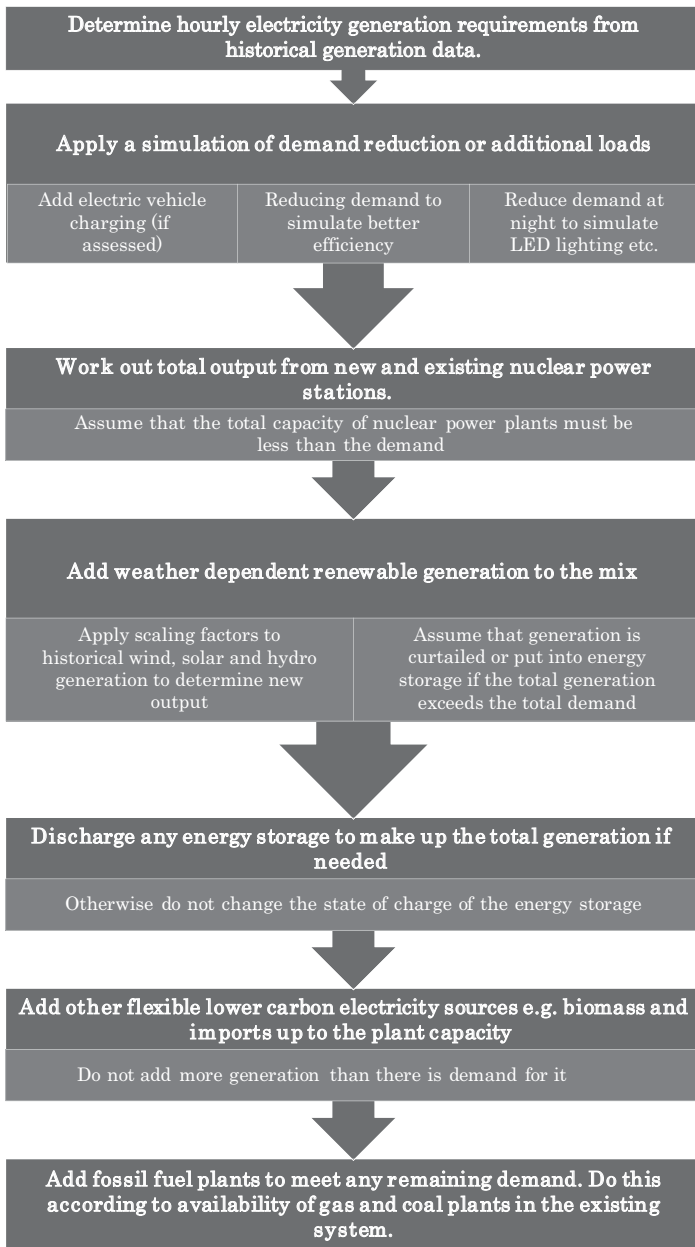 Determine hourly electricity generation requirements from
historical generation data.
Apply a simulation of demand reduction or additional loads
Add electric vehicle
charging (if
assessed)
Reducing demand to
simulate better
efficiency
Reduce demand at
night to simulate
LED lighting etc.
Work out total output from new and existing nuclear power
stations.
Assume that the total capacity of nuclear power plants must be
less than the demand
Add weather dependent renewable generation to the mix
Apply scaling factors to
historical wind, solar and hydro
generation to determine new
output
Assume that generation is
curtailed or put into energy
storage if the total generation
exceeds the total demand
Discharge any energy storage to make up the total generation if
needed
Otherwise do not change the state of charge of the energy storage
Add other flexible lower carbon electricity sources e.g. biomass and
imports up to the plant capacity
Do not add more generation than there is demand for it
Add fossil fuel plants to meet any remaining demand. Do this
according to availability of gas and coal plants in the existing
system.